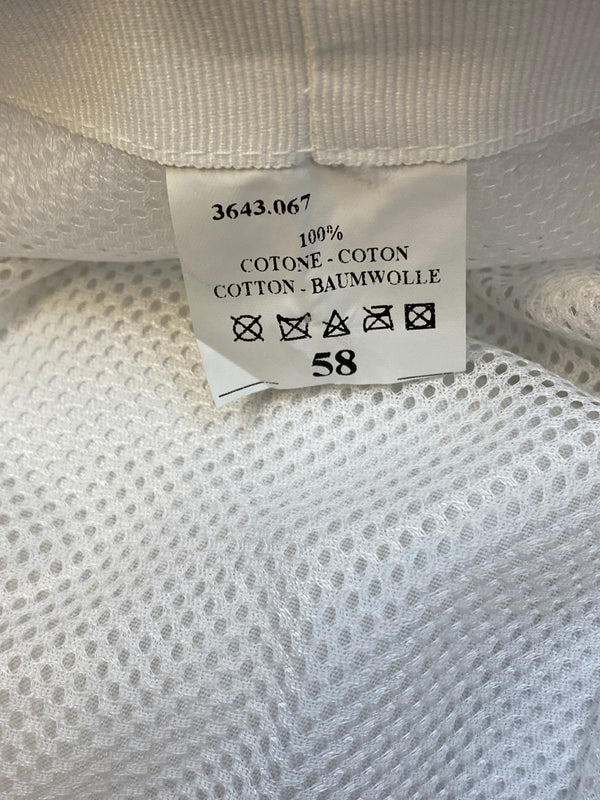 3643.067
100%
COTONE - COTON
COTTON - BAUMWOLLE
58